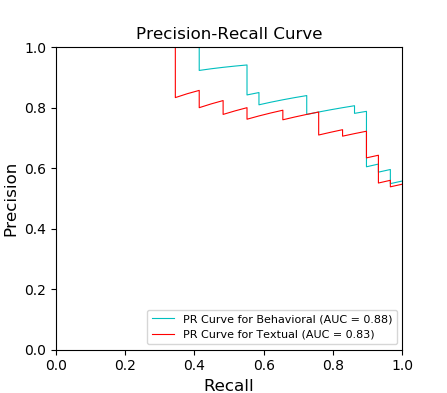 Precision-Recall Curve
1.0
0.8
0.6
0.4
0.2
0.0
Precision
PR Curve for Behavioral (AUC = 0.88)
PR Curve for Textual (AUC = 0.83)
0.0 0.2 0.4 0.6 0.8 1.0
Recall